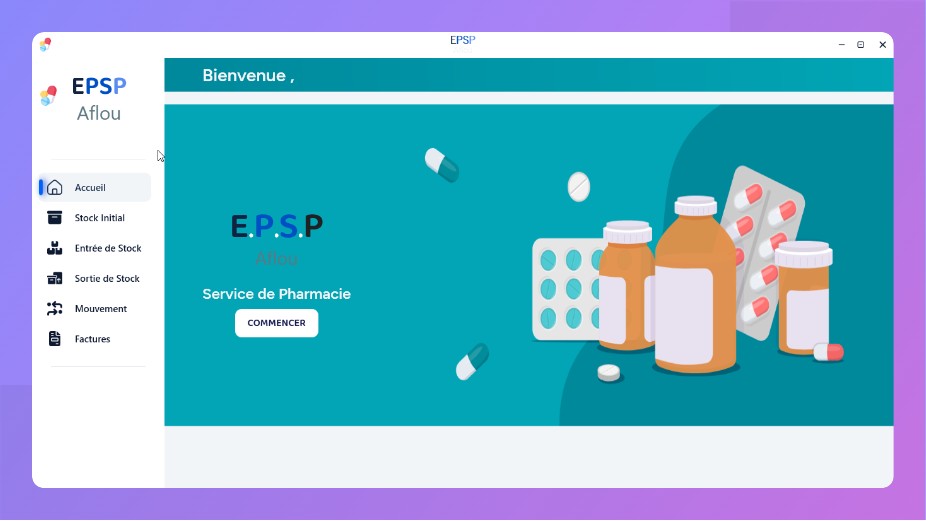 EPSP
EPSP
Aflou
Accueil
Stock Initial
Entrée de Stock
Sortie de Stock
Mouvement
Factures
Bienvenue ,
E.P.S.P
Aflou
Service de Pharmacie
COMMENCER